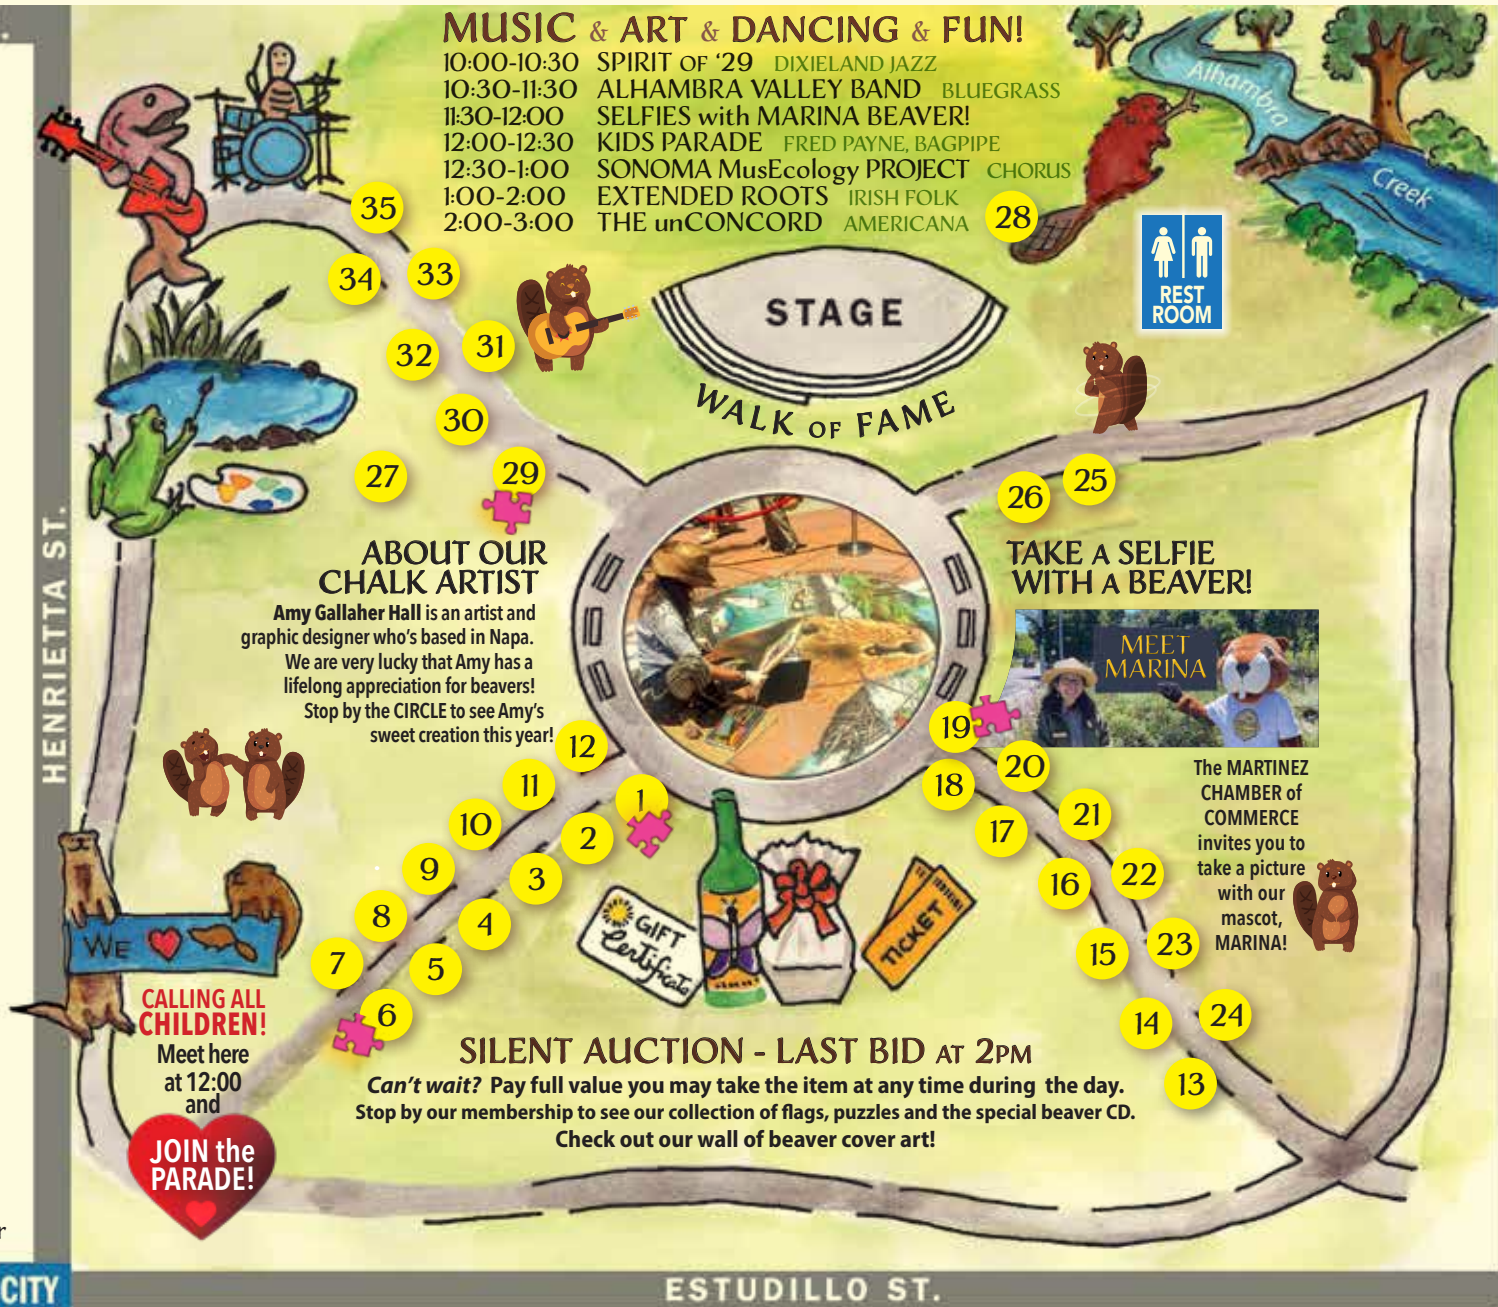 MUSIC & ART & DANCING & FUN!
10:00-10:30 SPIRIT OF ‘29 DIXIELAND JAZZ
10:30-11:30 ALHAMBRA VALLEY BAND BLUEGRASS
11:30-12:00 SELFIES with MARINA BEAVER!
12:00-12:30 KIDS PARADE FRED PAYNE, BAGPIPE
12:30-1:00 SONOMA MusEcology PROJECT CHORUS
1:00-2:00 EXTENDED ROOTS IRISH FOLK
2:00-3:00 THE unCONCORD AMERICANA
Alhambra
Creek
28
REST
ROOM
35
34
33
32
31
30
27
29
STAGE
WALK OF FAME
26
25
HENRIETTA ST.
ABOUT OUR
CHALK ARTIST
Amy Gallaher Hall is an artist and
graphic designer who's based in Napa.
We are very lucky that Amy has a
lifelong appreciation for beavers!
Stop by the CIRCLE to see Amy's
sweet creation this year!
TAKE A SELFIE
WITH A BEAVER!
MEET
MARINA
The MARTINEZ
CHAMBER of
COMMERCE
invites you to
take a picture
with our
mascot,
MARINA!
12
11
10
9
8
7
1
2
3
4
5
6
19
18
17
16
15
14
13
20
21
22
23
24
GIFT
Certificate
TICKET
WE
CALLING ALL
CHILDREN!
Meet here
at 12:00
and
JOIN the
PARADE!
SILENT AUCTION - LAST BID AT 2PM
Can't wait? Pay full value you may take the item at any time during the day.
Stop by our membership to see our collection of flags, puzzles and the special beaver CD.
Check out our wall of beaver cover art!
r
CITY
ESTUDILLO ST.